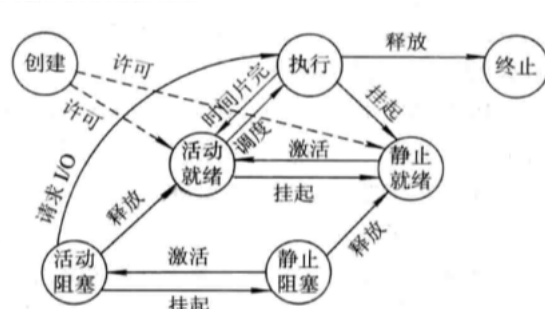 创建
许可
许可
执行
释放
终止
时间片完
调度
挂起
请求 I/O
活动
就绪
激活
挂起
静止
就绪
释放
释放
活动
阻塞
激活
挂起
静止
阻塞